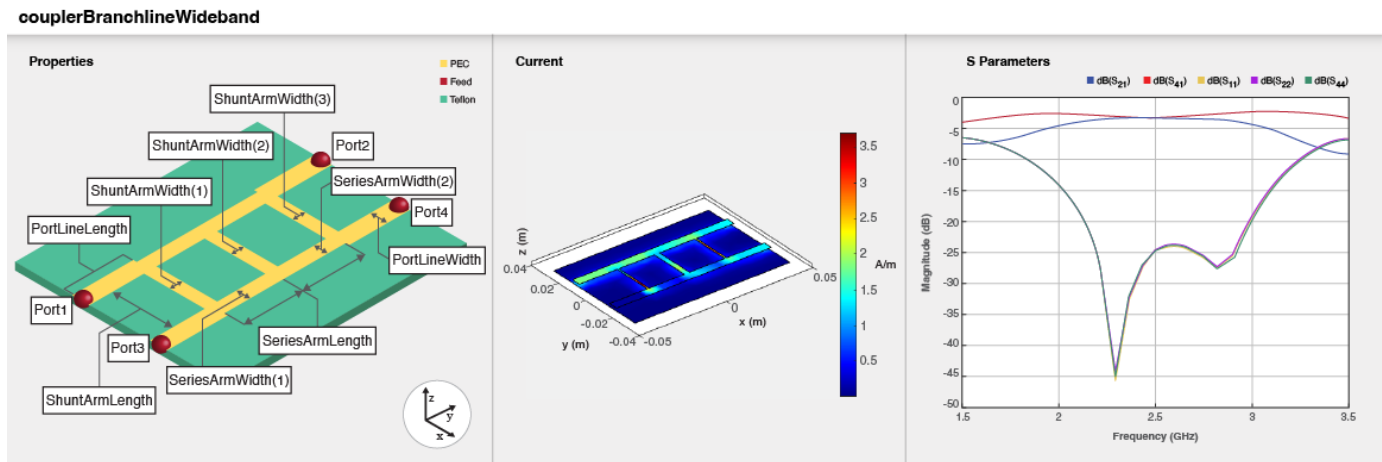 couplerBranchlineWideband
Properties
PEC
Feed
Teflon
ShuntArmWidth(3)
ShuntArmWidth(2)
Port2
SeriesArmWidth(2)
ShuntArmWidth(1)
Port4
PortLineLength
PortLineWidth
Port1
SeriesArmLength
Port3
SeriesArmWidth(1)
ShuntArmLength
z
y
x
Current
z (m)
0.04
0.02
0
-0.02
-0.04
y (m)
-0.05
0
0.05
x (m)
3.5
3
2.5
2
1.5
1
0.5
A/m
S Parameters
dB(S21) dB(S41) dB(S11) dB(S22) dB(S44)
Magnitude (dB)
0
-5
-10
-15
-20
-25
-30
-35
-40
-45
-50
1.5 2 2.5 3 3.5
Frequency (GHz)